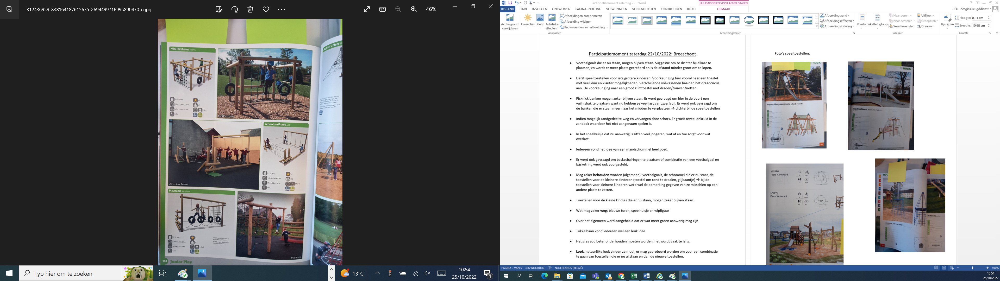 312436959_838164187615635_2694499716995890470_n.jpg
46%
Mini Playframe
Activity Nets
Mini Playframe
Adventure Frame
Adventure Frame
Playframe
Playframe
124 Junior Play
Typ hier om te zoeken
13°C
10:54
25/10/2022
1
Participatiemoment zaterdag 22 - Word
HULPMIDDELEN VOOR AFBEELDINGEN
BESTAND START INVOEGEN ONTWERPEN PAGINA-INDELING VERWIJZINGEN VERZENDLIJSTEN CONTROLEREN BEELD OPMAAK
JEU - Stagiair Jeugddienst
Achtergrond verwijderen
Correcties
Kleur
Artistieke effecten
Afbeeldingen comprimeren
Afbeelding wijzigen
Beginwaarden van afbeelding
Aanpassen
Afbeeldingsstijlen
Afbeeldingsrand
Afbeeldingseffecten
Afbeeldingsindeling
Positie
Tekstterugloop
Naar voren
Naar achteren
Selectievenster
Uitlijnen
Groeperen
Draaien
Schikken
Bijsnijden
Hoogte: 8,01 cm
Breedte: 10,68 cm
Grootte
Participatiemoment zaterdag 22/10/2022: Breeschoot
• Voetbalgoals die er nu staan, mogen blijven staan. Suggestie om ze dichter bij elkaar te
plaatsen, zo wordt er meer plaats gecreëerd en is de afstand minder groot om te lopen.
• Liefst speeltoestellen voor iets grotere kinderen. Voorkeur ging hier vooral naar een toestel
met veel klim en klauter mogelijkheden. Verschillende volwassenen haalden het draadcircus
aan. De voorkeur ging naar een groot klimtoestel met draden/touwen/netten
• Picknick banken mogen zeker blijven staan. Er werd gevraagd om hier in de buurt een
vuilnisbak te plaatsen want nu hebben ze veel last van zwerfvuil. Er werd ook gevraagd om
de banken die er staan meer naar het midden te verplaatsen → dichterbij de speeltoestellen
• Indien mogelijk zandgedeelte weg en vervangen door schors. Er groeit teveel onkruid in de
zandbak waardoor het niet aangenaam spelen is.
• In het speelhuisje dat nu aanwezig is zitten veel jongeren, wat af en toe zorgt voor wat
overlast.
• Iedereen vond het idee van een mandschommel heel goed.
• Er werd ook gevraagd om basketbalringen te plaatsen of combinatie van een voetbalgoal en
basketring werd ook voorgesteld.
• Mag zeker behouden worden (algemeen): voetbalgoals, de schommel die er nu staat, de
toestellen voor de kleinere kinderen (toestel om rond te draaien, glijbaantje) → bij de
toestellen voor kleinere kinderen werd wel de opmerking gegeven van ze misschien op een
andere plaats te zetten.
• Toestellen voor de kleine kindjes die er nu staan, mogen zeker blijven staan.
• Wat mag zeker weg: blauwe toren, speelhuisje en wipfiguur
• Over het algemeen werd aangehaald dat er wat meer groen aanwezig mag zijn
• Tokkelbaan vond iedereen wel een leuk idee
• Het gras zou beter onderhouden moeten worden, het wordt vaak te lang.
• Look: natuurlijke look vinden ze mooi, er mag geprobeerd worden om voor een combinatie
te gaan van toestellen die er nu al staan en dan de nieuwe toestellen.
Foto's speeltoestellen:
HUCK
HUCK
175590
Flora Klimwoud
175592
Flora Waterval
PAGINA 3 VAN 5 326 WOORDEN NEDERLANDS (BELGIË)
100%
10:54
25/10/2022